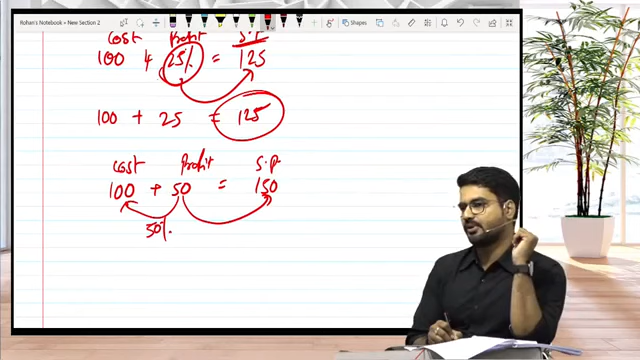 Rohan's Notebook » New Section 2
Shapes
Cost Profit S.P
100 + 25% = 125
100 + 25 = 125
Cost Profit S.P
100 + 50 = 150
50%